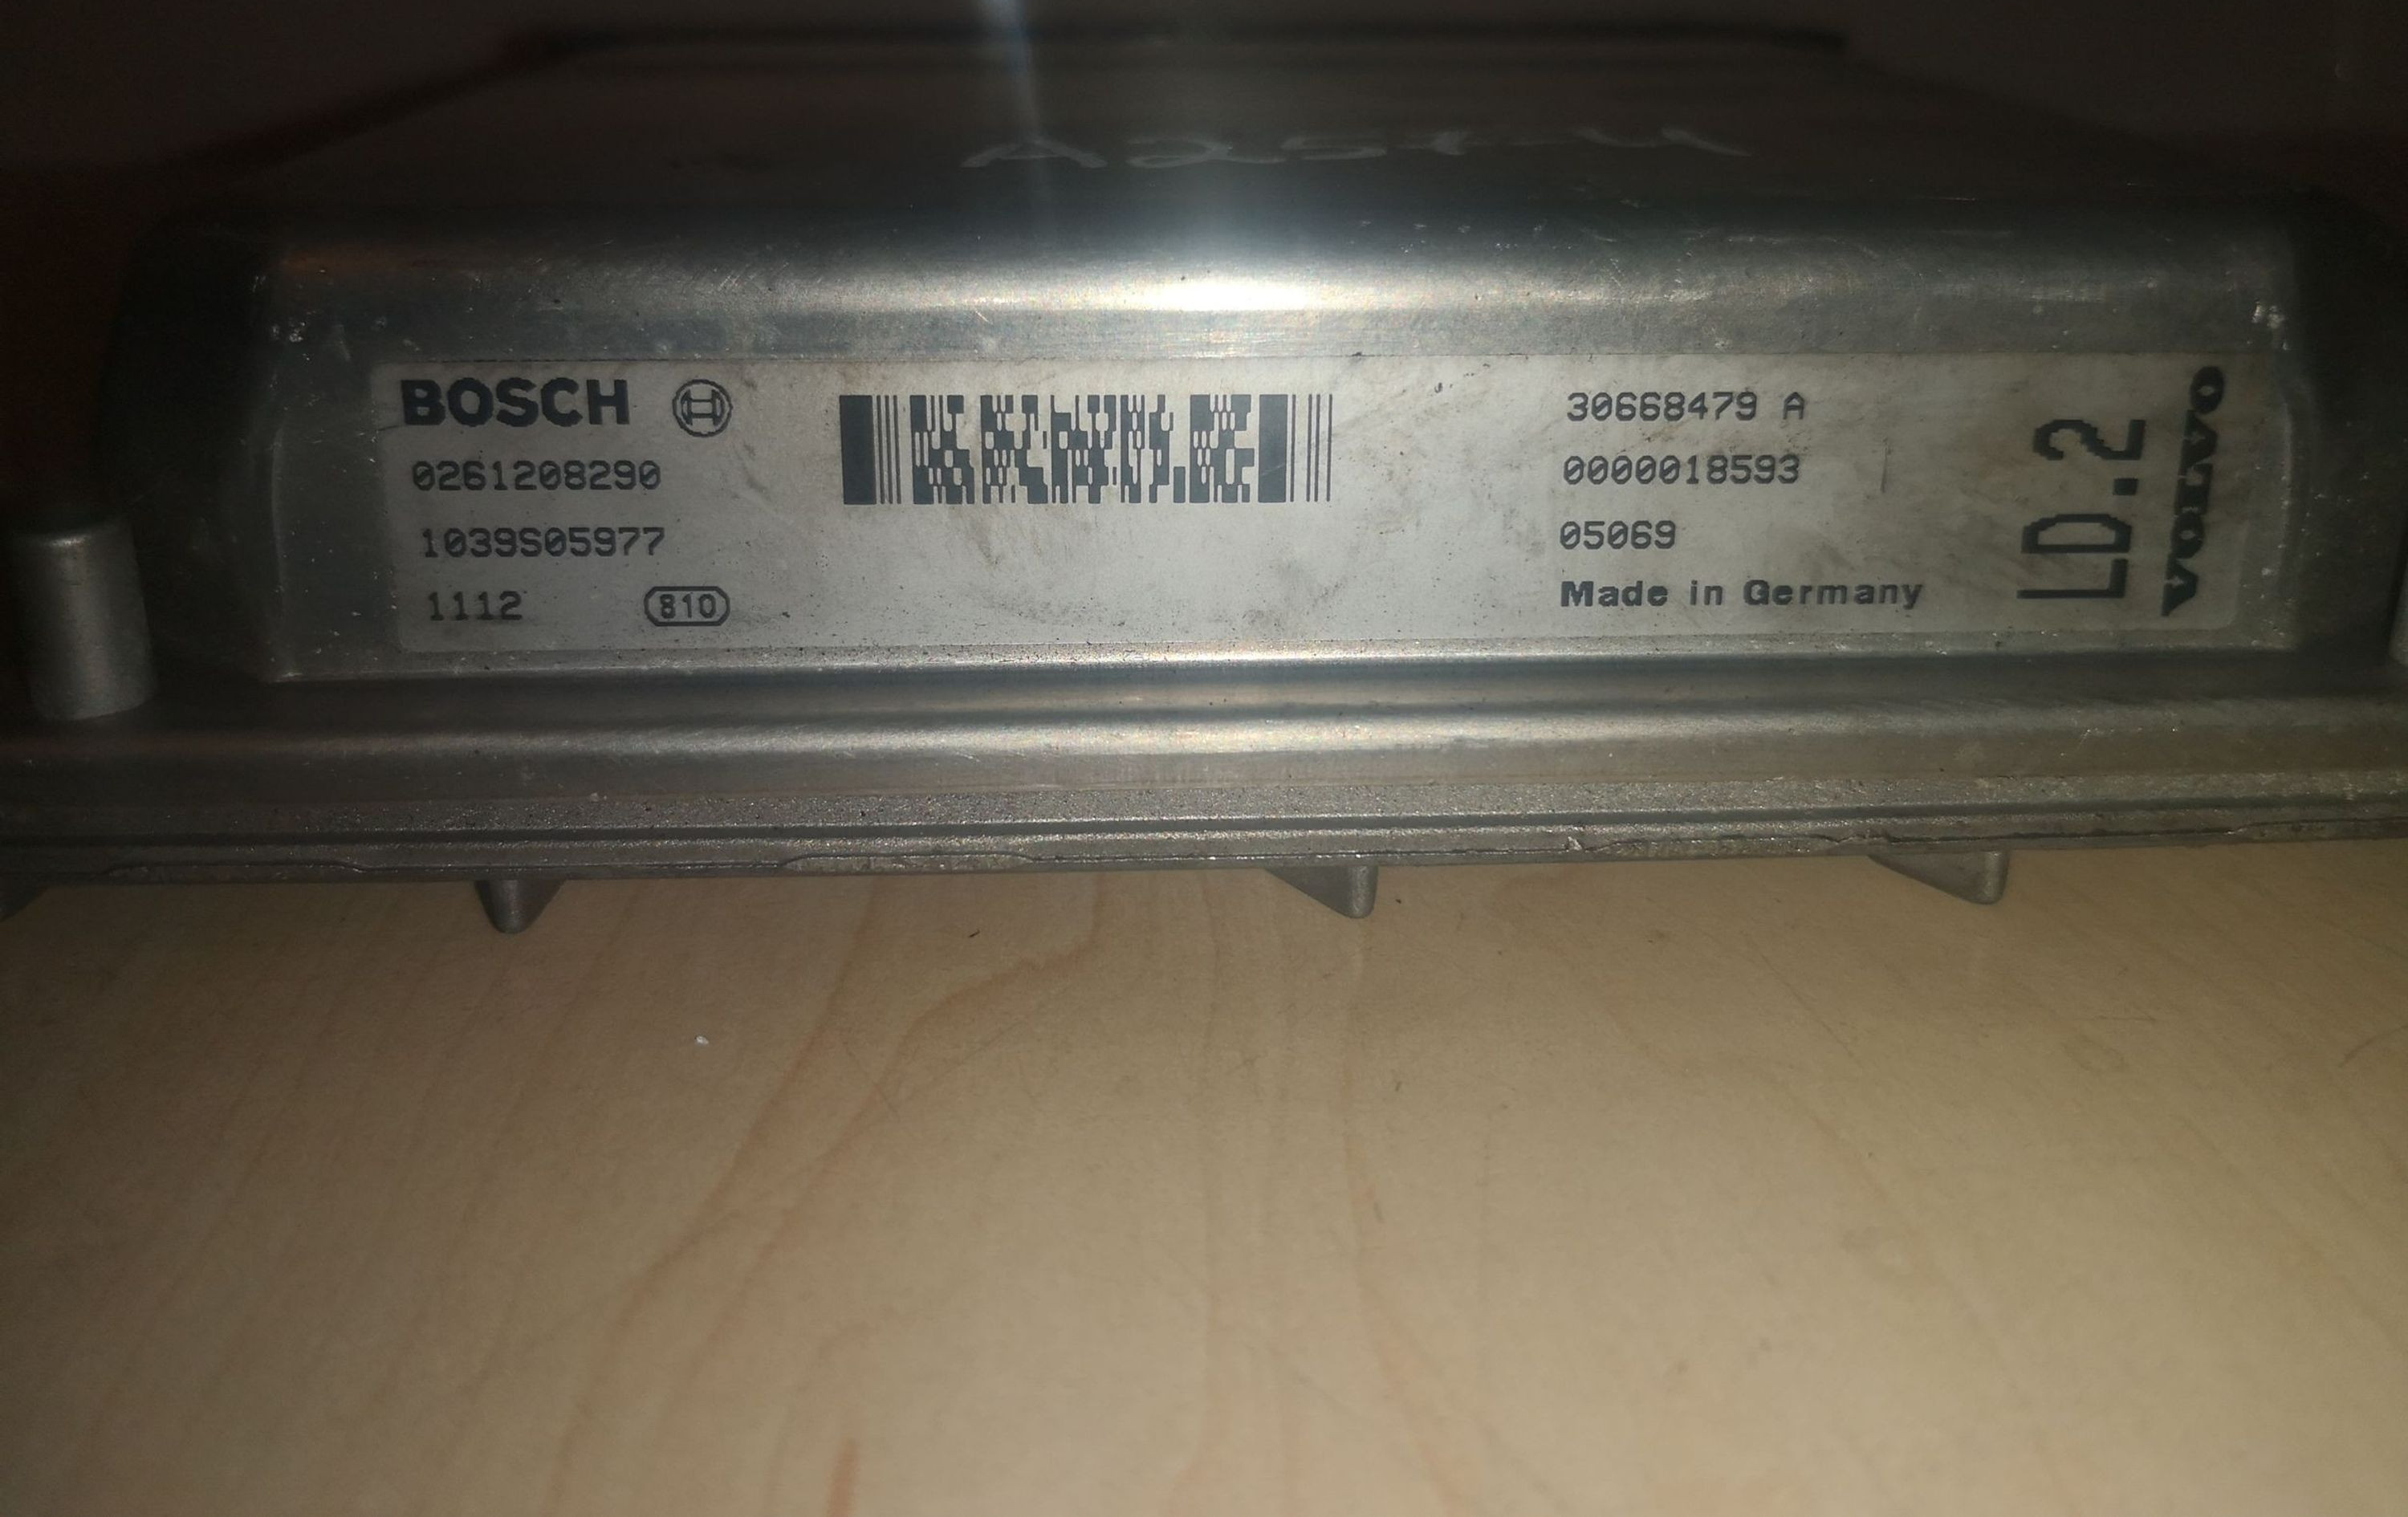 BOSCH
0261208290
1039S05977
1112
810
30668479 A
0000018593
05069
Made in Germany
LD.2
VOLVO